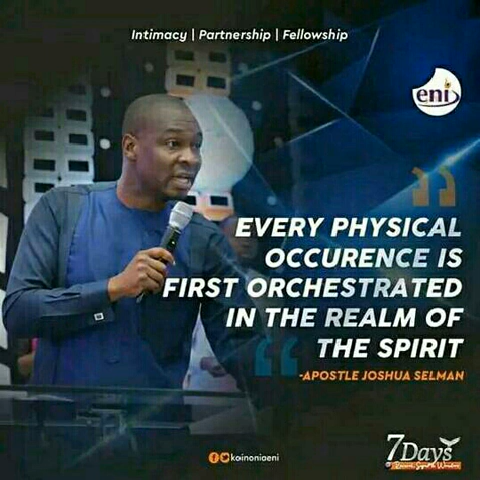 Intimacy | Partnership | Fellowship
eni
EVERY PHYSICAL
OCCURENCE IS
FIRST ORCHESTRATED
IN THE REALM OF
THE SPIRIT
-APOSTLE JOSHUA SELMAN
koinoniaeni
7Days